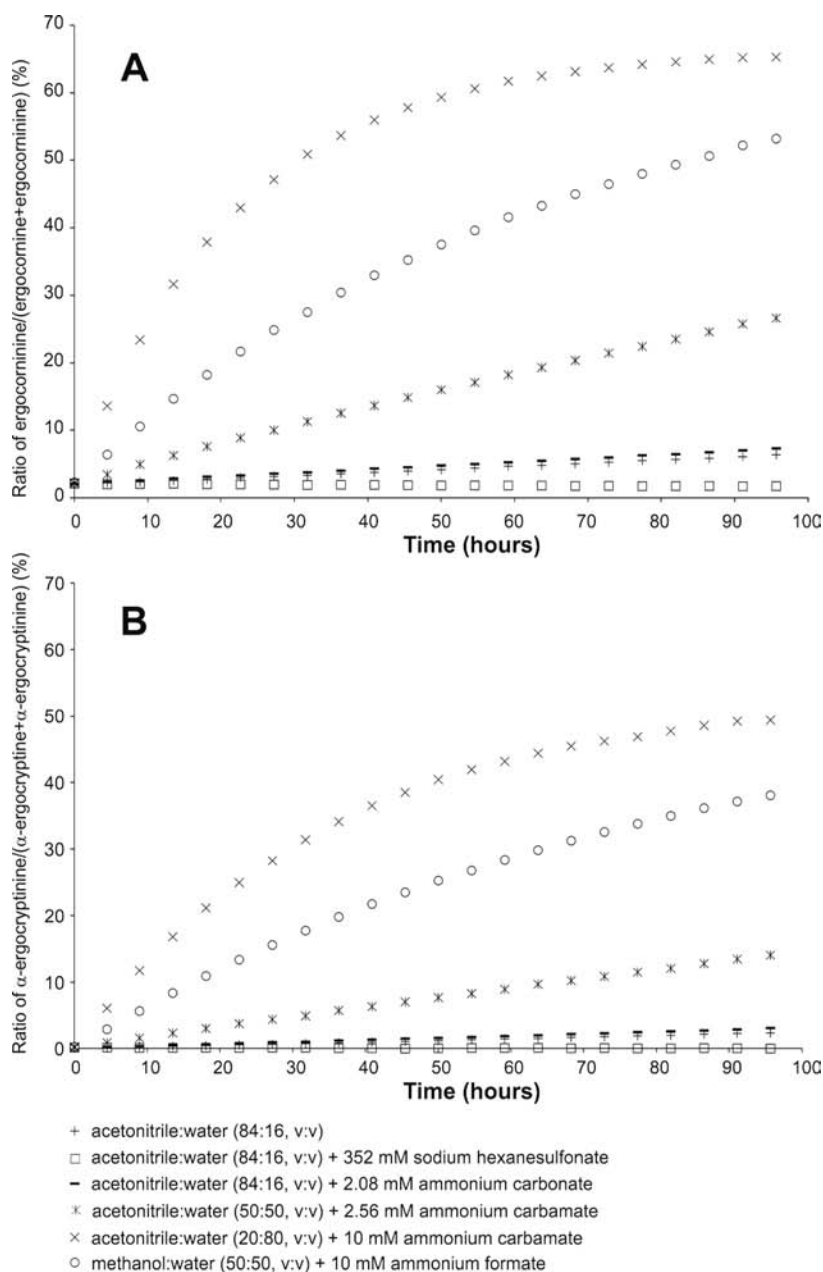 Ratio of ergocorninine/(ergocornine+ergocorninine) (%)
70
60
50
40
30
20
10
0
A
0 10 20 30 40 50 60 70 80 90 100
Time (hours)
Ratio of α-ergocryptinine/(α-ergocryptine+α-ergocryptinine) (%)
70
60
50
40
30
20
10
0
B
0 10 20 30 40 50 60 70 80 90 100
Time (hours)
+ acetonitrile:water (84:16, v:v)
□ acetonitrile:water (84:16, v:v) + 352 mM sodium hexanesulfonate
- acetonitrile:water (84:16, v:v) + 2.08 mM ammonium carbonate
ж acetonitrile:water (50:50, v:v) + 2.56 mM ammonium carbamate
× acetonitrile:water (20:80, v:v) + 10 mM ammonium carbamate
○ methanol:water (50:50, v:v) + 10 mM ammonium formate